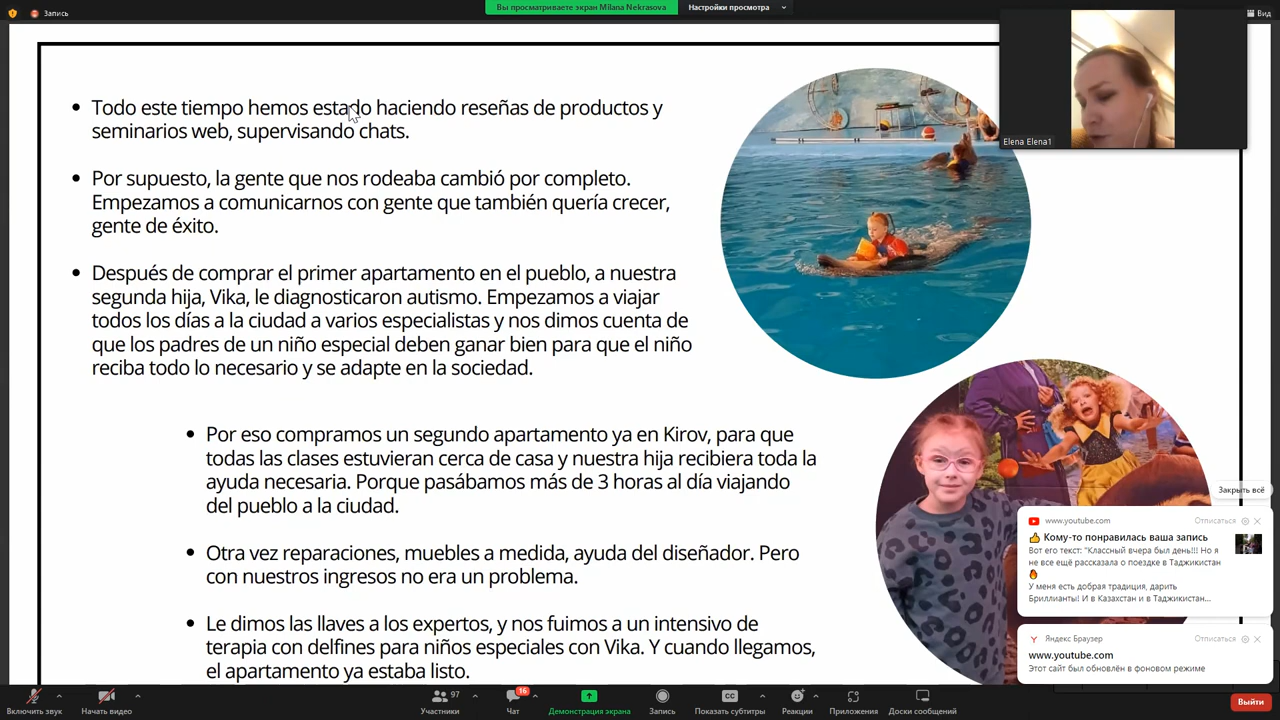 Запись
Вы просматриваете экран Milana Nekrasova
Настройки просмотра
Вид
Elena Elena1
Todo este tiempo hemos estado haciendo reseñas de productos y
seminarios web, supervisando chats.
Por supuesto, la gente que nos rodeaba cambió por completo.
Empezamos a comunicarnos con gente que también quería crecer,
gente de éxito.
Después de comprar el primer apartamento en el pueblo, a nuestra
segunda hija, Vika, le diagnosticaron autismo. Empezamos a viajar
todos los días a la ciudad a varios especialistas y nos dimos cuenta de
que los padres de un niño especial deben ganar bien para que el niño
reciba todo lo necesario y se adapte en la sociedad.
Por eso compramos un segundo apartamento ya en Kirov, para que
todas las clases estuvieran cerca de casa y nuestra hija recibiera toda la
ayuda necesaria. Porque pasábamos más de 3 horas al día viajando
del pueblo a la ciudad.
Otra vez reparaciones, muebles a medida, ayuda del diseñador. Pero
con nuestros ingresos no era un problema.
Le dimos las llaves a los expertos, y nos fuimos a un intensivo de
terapia con delfines para niños especiales con Vika. Y cuando llegamos,
el apartamento ya estaba listo.
Закрыть всё
www.youtube.com
Отписаться
Кому-то понравилась ваша запись
Вот его текст: "Классный вчера был день!!! Но я
не все ещё рассказала о поездке в Таджикистан
У меня есть добрая традиция, дарить
Бриллианты! И в Казахстан и в Таджикистан...
Яндекс Браузер
Отписаться
www.youtube.com
Этот сайт был обновлён в фоновом режиме
Включить звук
Начать видео
97
Участники
16
Чат
Демонстрация экрана
Запись
Показать субтитры
Реакции
Приложения
Доски сообщений
Выйти